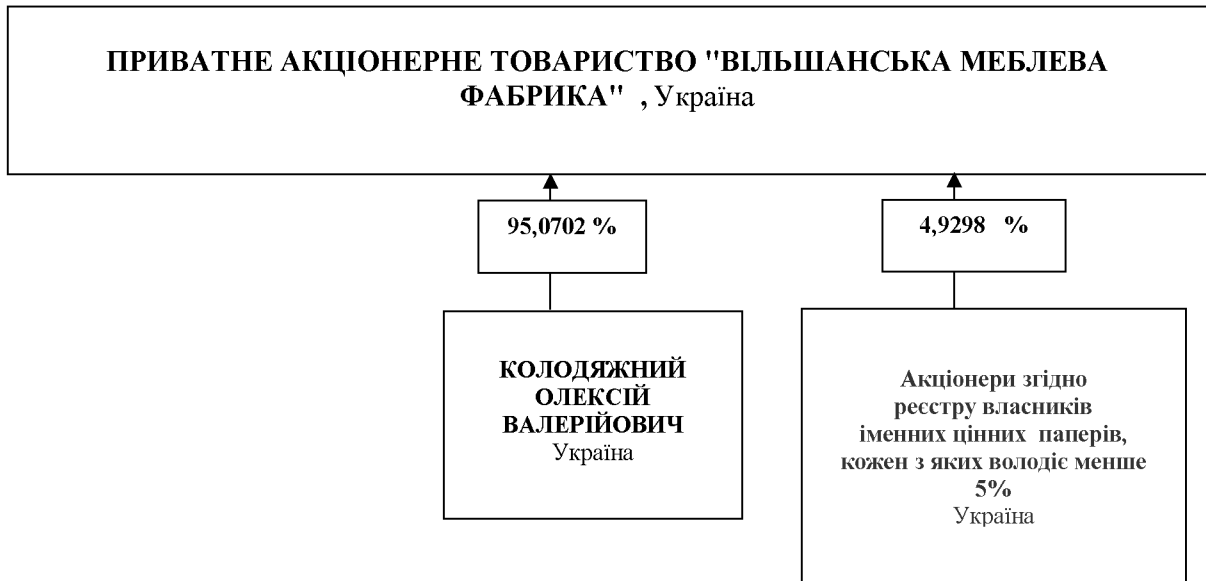 ПРИВАТНЕ АКЦІОНЕРНЕ ТОВАРИСТВО "ВІЛЬШАНСЬКА МЕБЛЕВА
ФАБРИКА" , Україна
95,0702 %
4,9298 %
КОЛОДЯЖНИЙ
ОЛЕКСІЙ
ВАЛЕРІЙОВИЧ
Україна
Акціонери згідно
реєстру власників
іменних цінних паперів,
кожен з яких володіє менше
5%
Україна